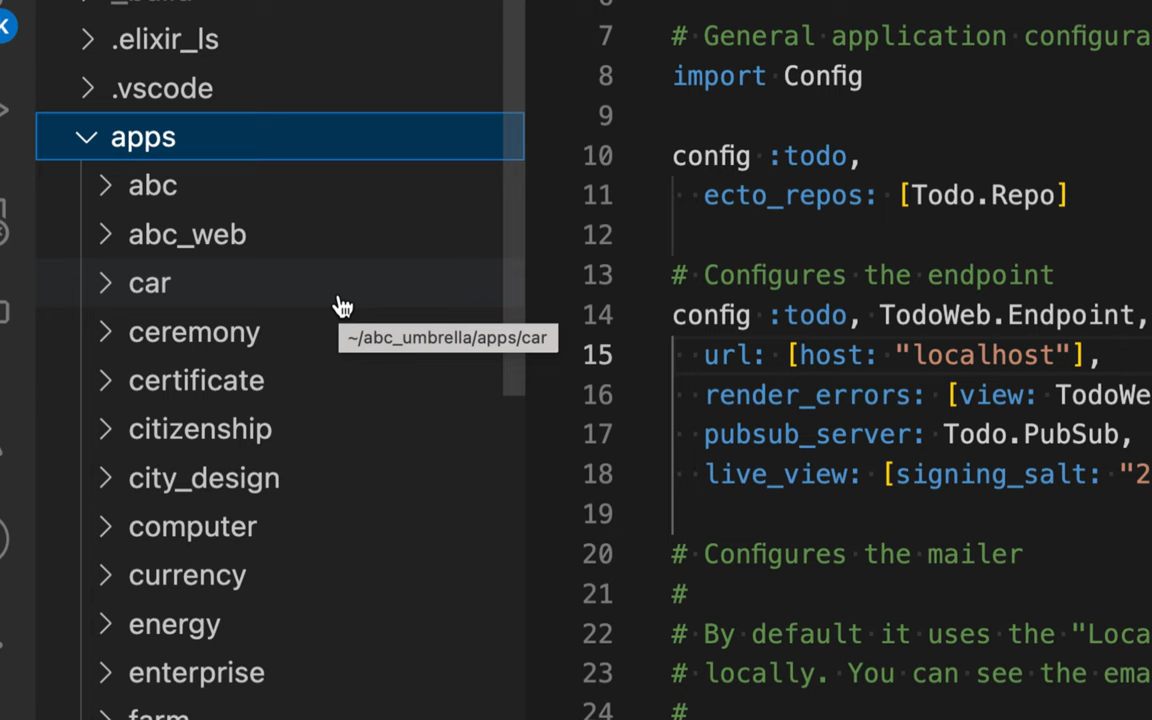 .elixir_ls
.vscode
apps
abc
abc_web
car
~/abc_umbrella/apps/car
ceremony
certificate
citizenship
city_design
computer
currency
energy
enterprise
farm
7 # General application configura
8 import Config
9
10 config :todo,
11 ecto_repos: [Todo.Repo]
12
13 # Configures the endpoint
14 config :todo, TodoWeb.Endpoint,
15 url: [host: "localhost"],
16 render_errors: [view: TodoWe
17 pubsub_server: Todo.PubSub,
18 live_view: [signing_salt: "2
19
20 # Configures the mailer
21 #
22 # By default it uses the "Loca
23 # locally. You can see the ema
24 #